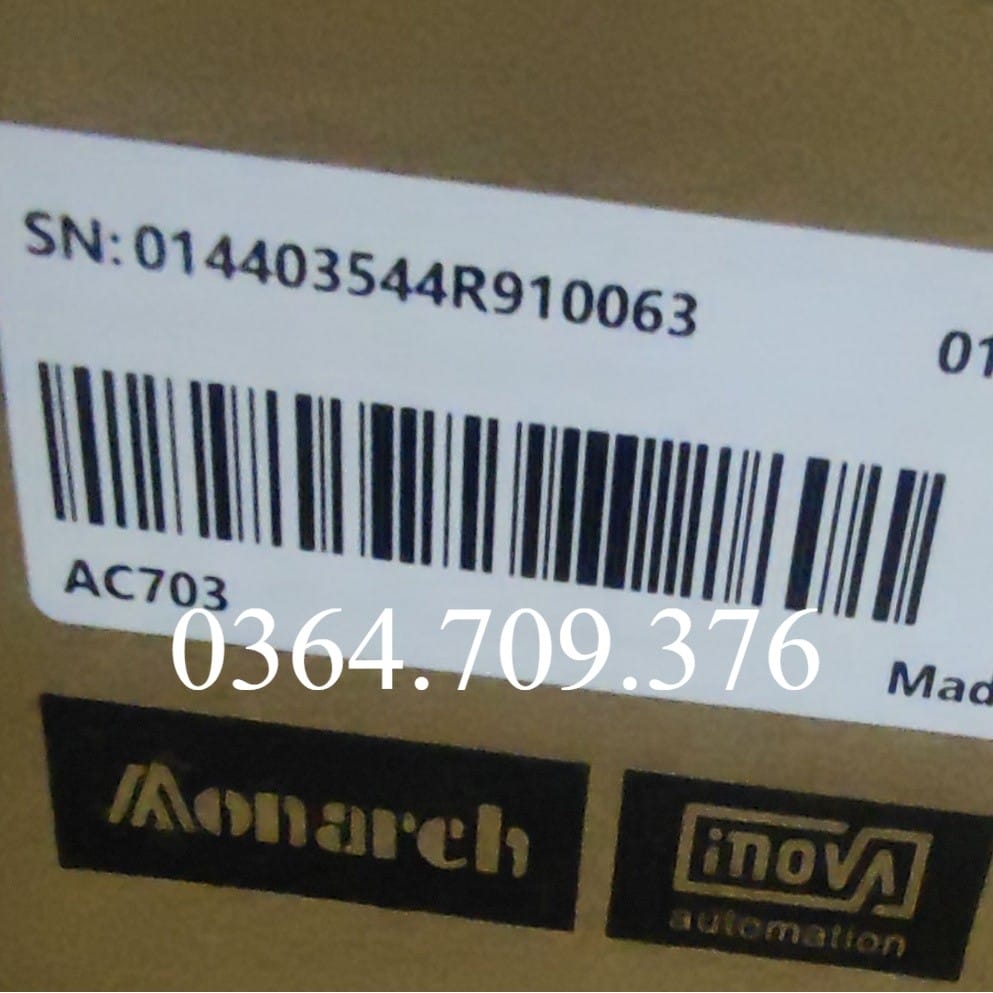 SN: 014403544R910063
01
AC703
0364.709.376
Mad
Monarch
inova
automation